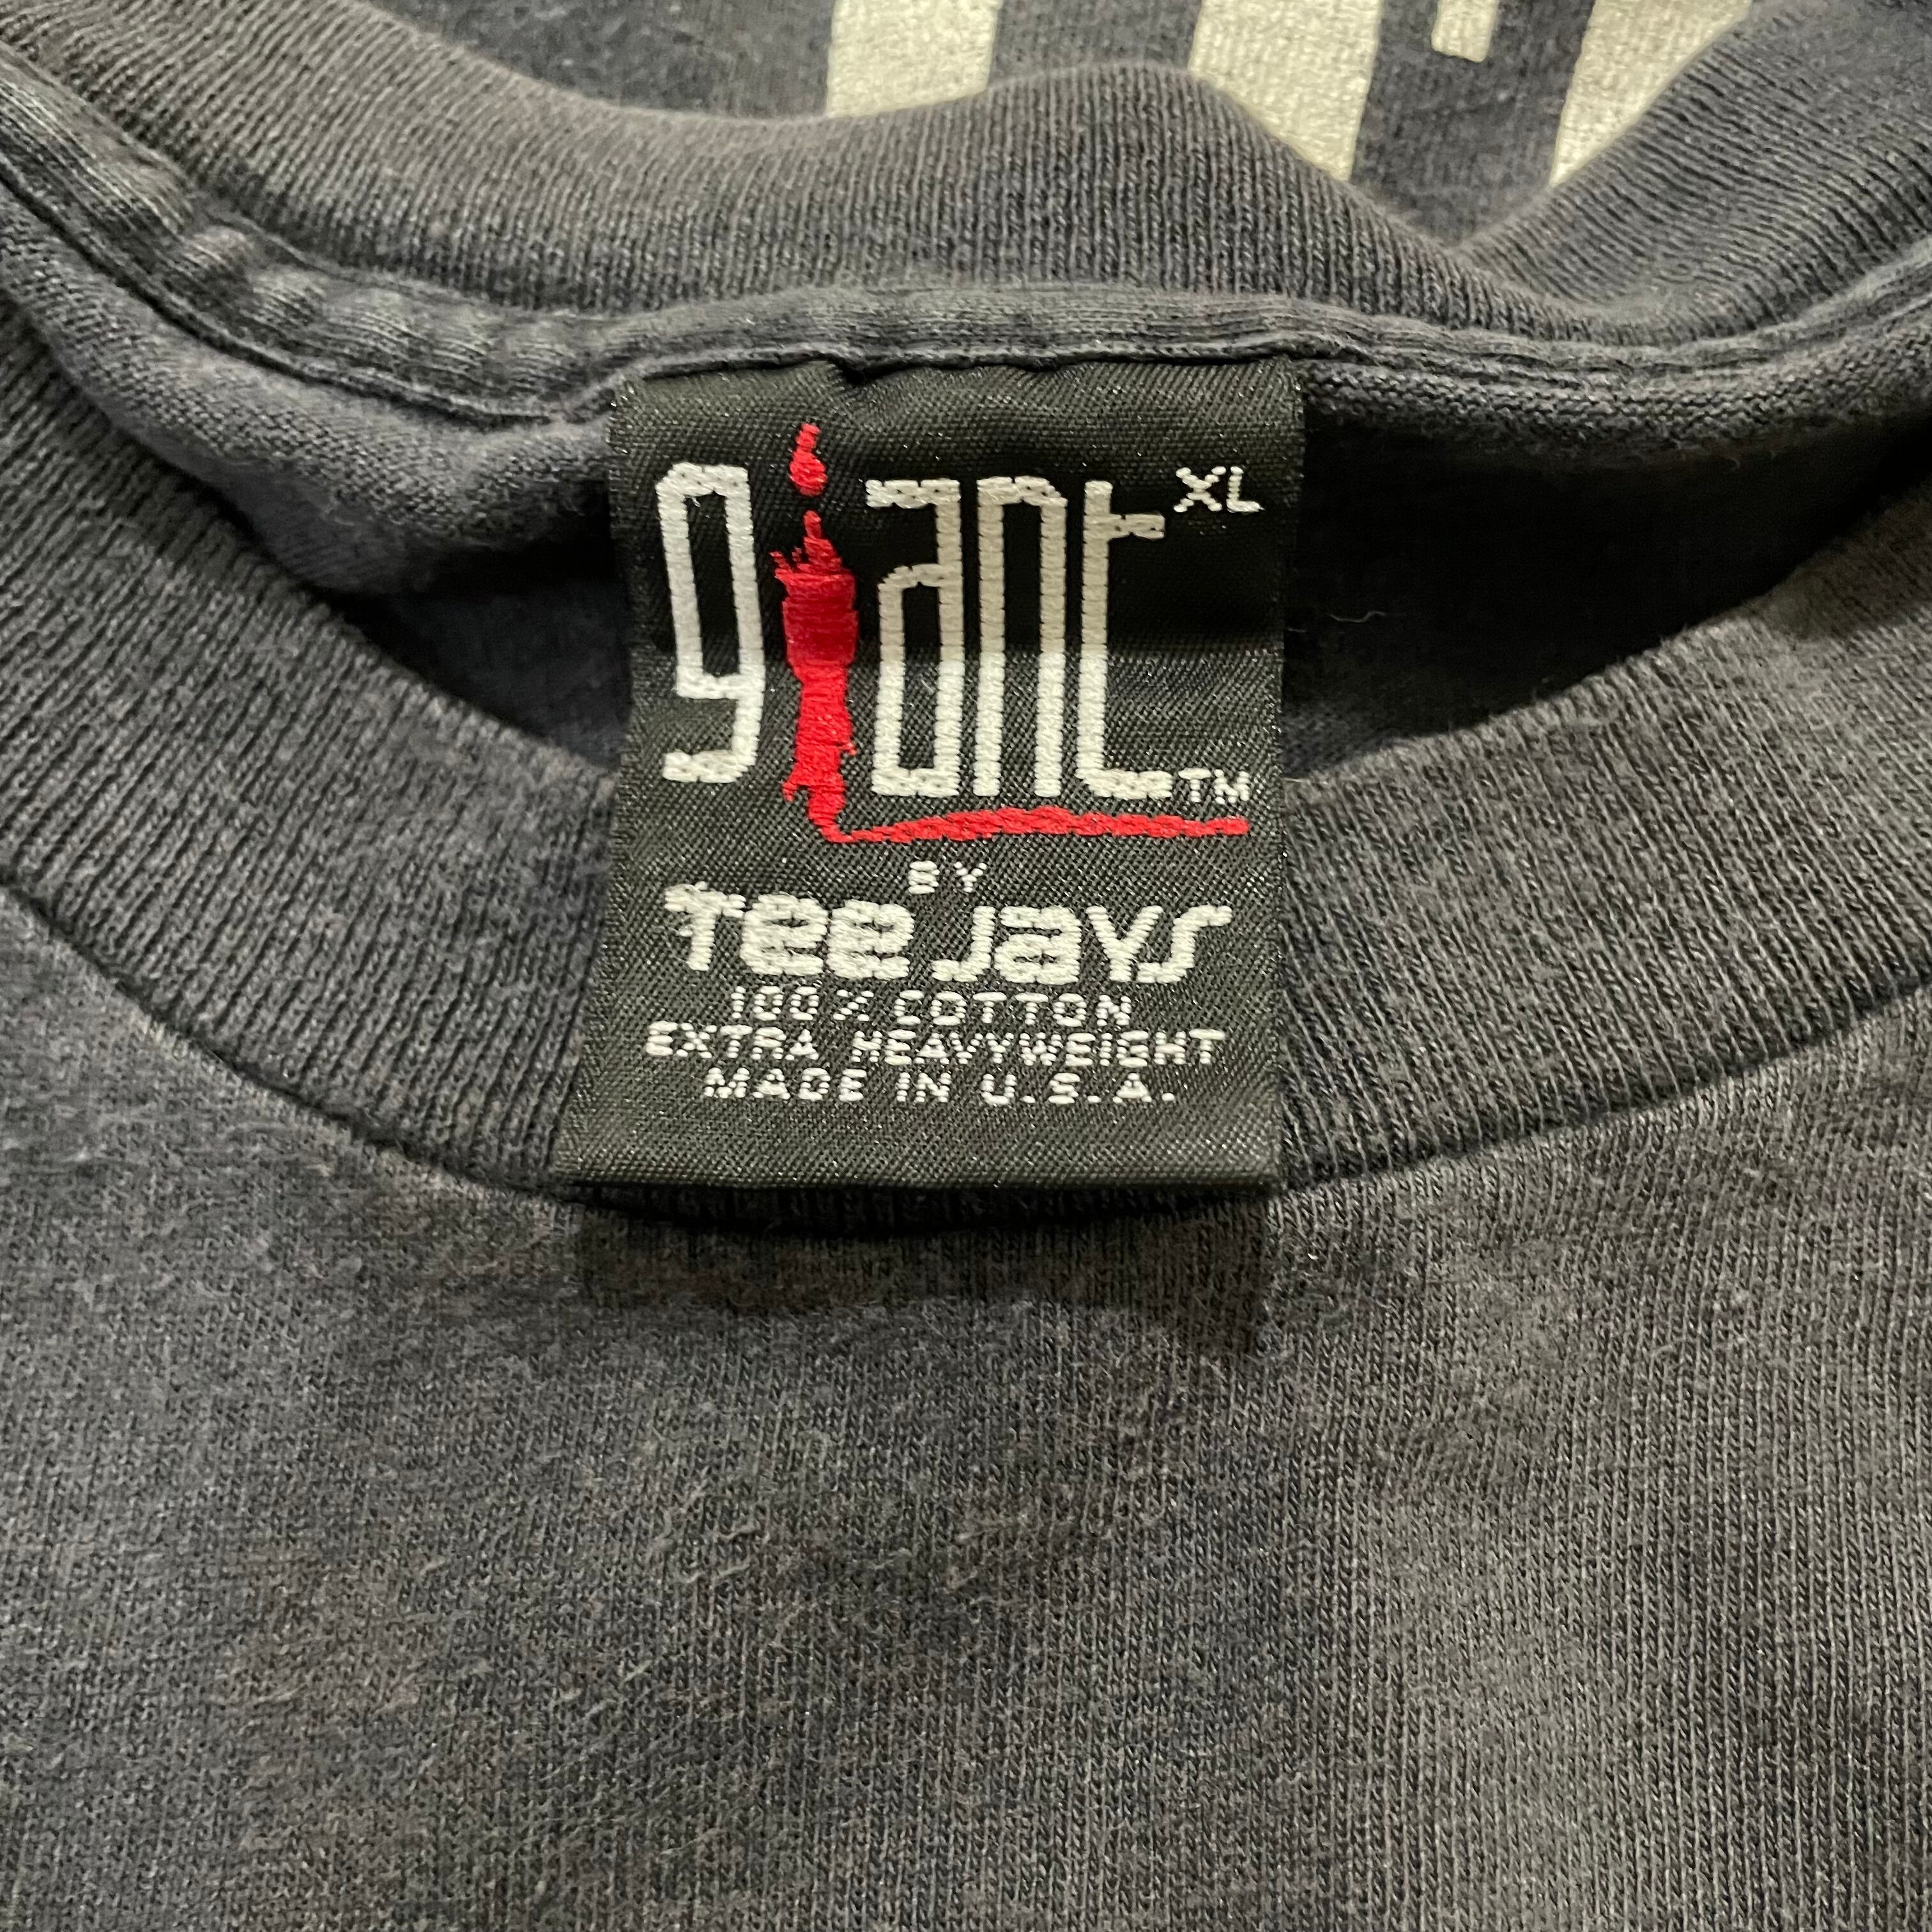 giant XL
TM
BY
Tee Jays
100% COTTON
EXTRA HEAVYWEIGHT
MADE IN U.S.A.